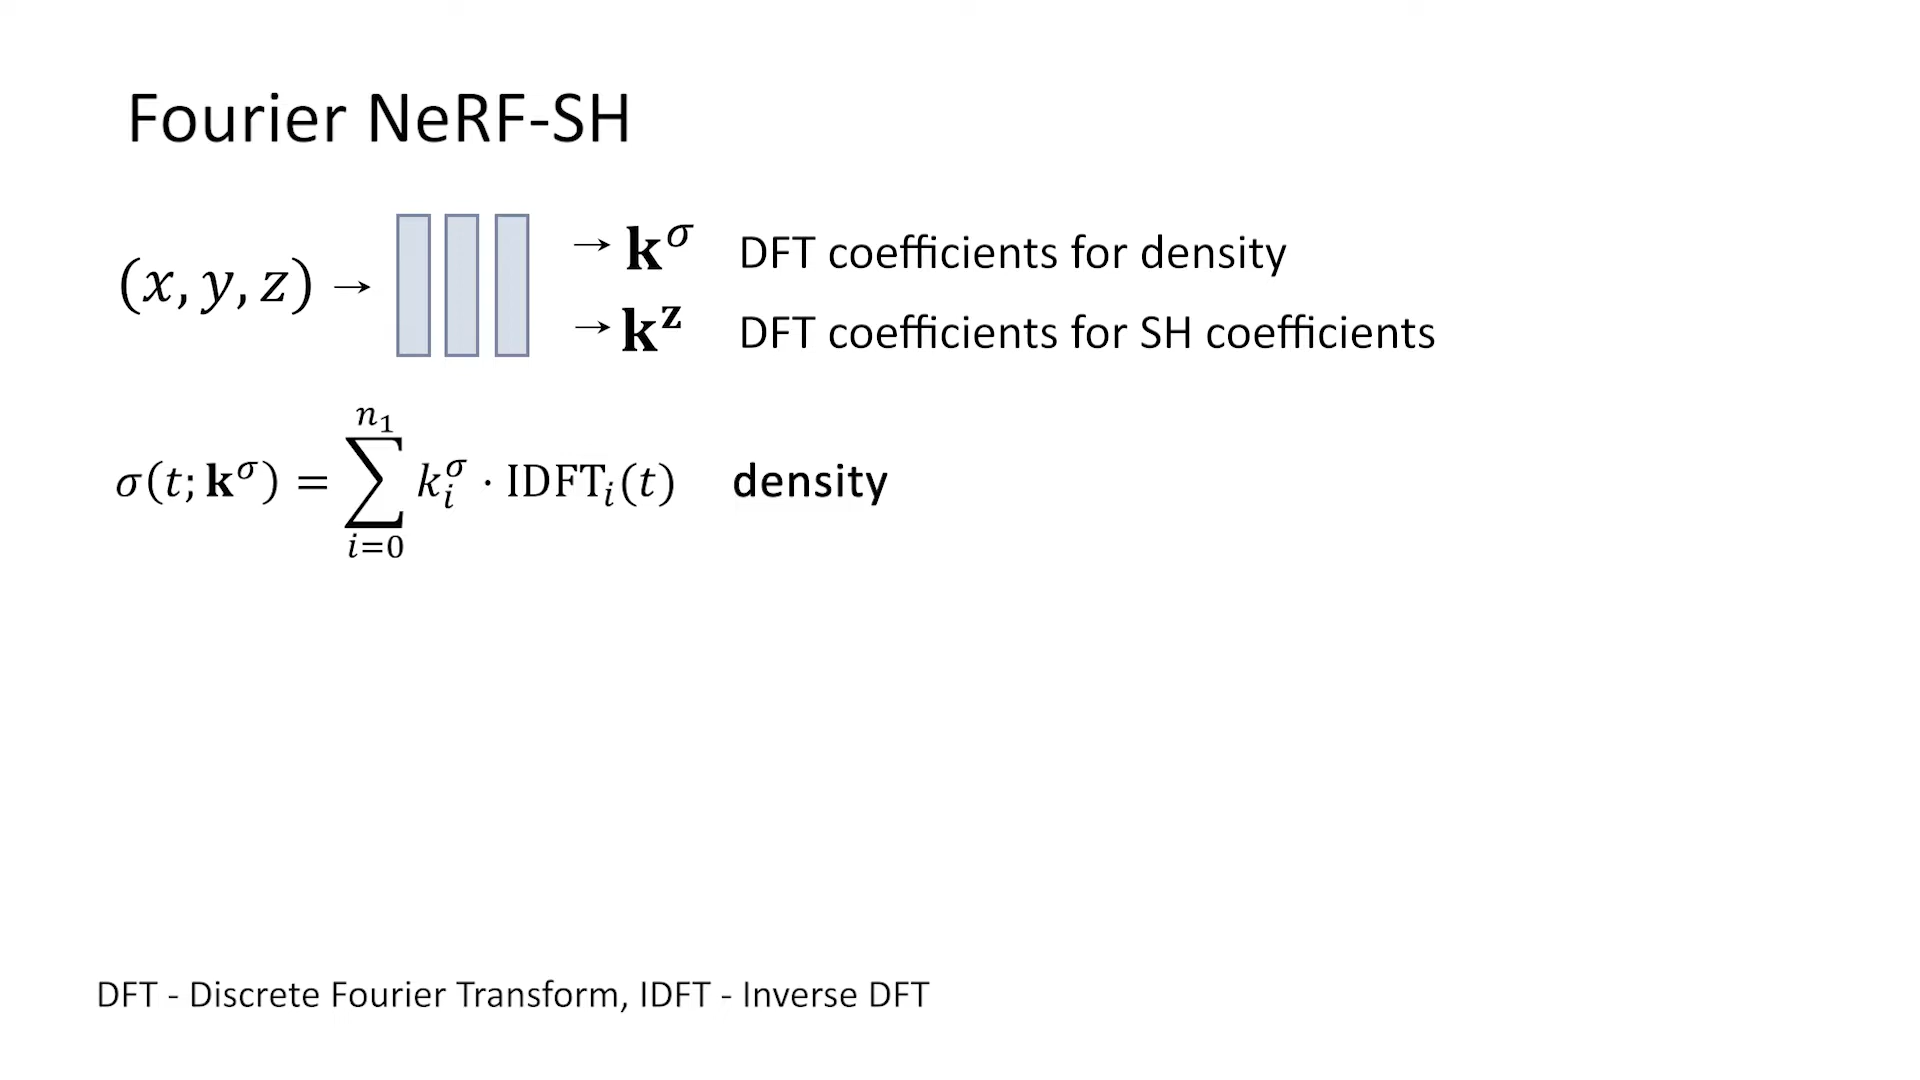 Fourier NeRF-SH
(x, y, z) →
→ 𝐤^σ DFT coefficients for density
→ 𝐤^𝐳 DFT coefficients for SH coefficients
σ(t; 𝐤^σ) = ∑_{i=0}^{n_1} k_i^σ · IDFT_i(t) density
DFT - Discrete Fourier Transform, IDFT - Inverse DFT